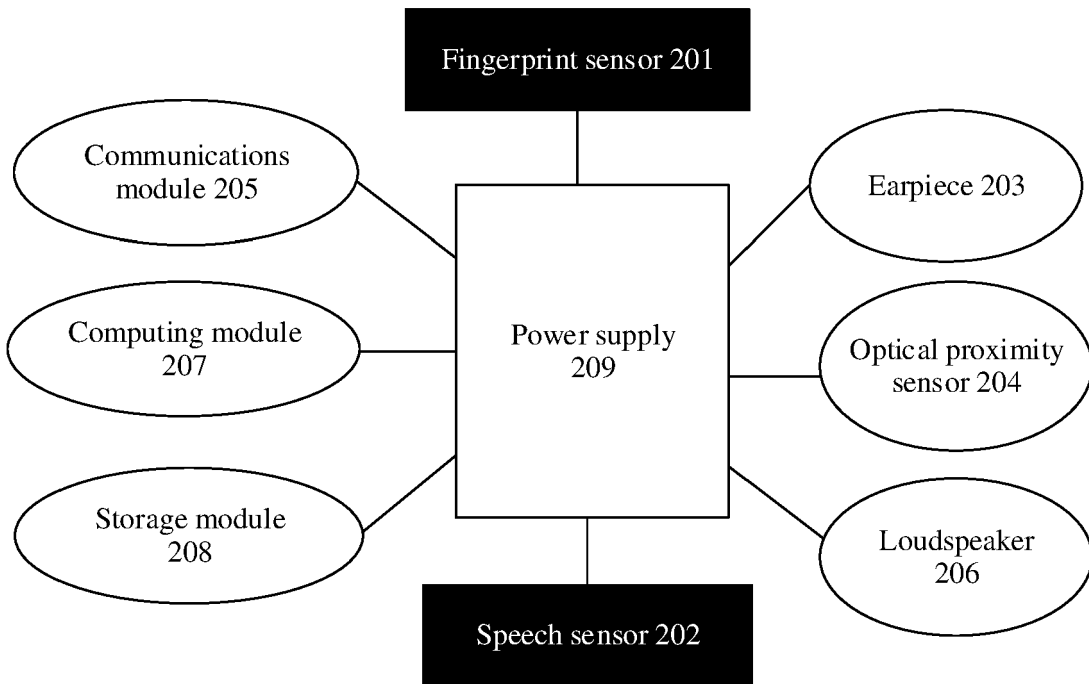 Fingerprint sensor 201
Communications
module 205
Earpiece 203
Computing module
207
Power supply
209
Optical proximity
sensor 204
Storage module
208
Loudspeaker
206
Speech sensor 202